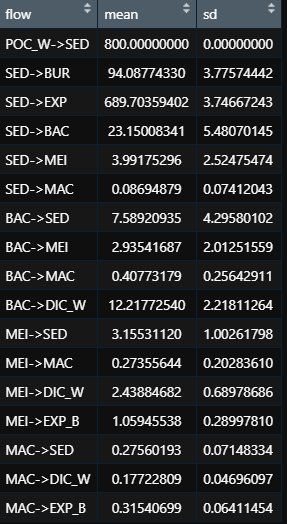 flow mean sd
POC_W->SED 800.00000000 0.00000000
SED->BUR 94.08774330 3.77574442
SED->EXP 689.70359402 3.74667243
SED->BAC 23.15008341 5.48070145
SED->MEI 3.99175296 2.52475474
SED->MAC 0.08694879 0.07412043
BAC->SED 7.58920935 4.29580102
BAC->MEI 2.93541687 2.01251559
BAC->MAC 0.40773179 0.25642911
BAC->DIC_W 12.21772540 2.21811264
MEI->SED 3.15531120 1.00261798
MEI->MAC 0.27355644 0.20283610
MEI->DIC_W 2.43884682 0.68978686
MEI->EXP_B 1.05945538 0.28997810
MAC->SED 0.27560193 0.07148334
MAC->DIC_W 0.17722809 0.04696097
MAC->EXP_B 0.31540699 0.06411454